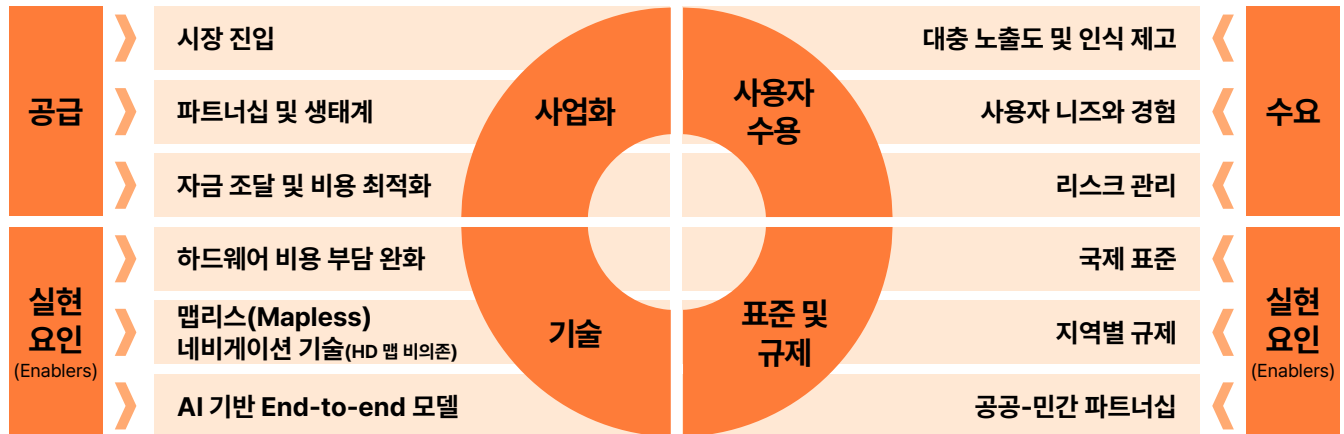 공급
시장 진입
파트너십 및 생태계
자금 조달 및 비용 최적화
사업화
사용자
수용
대충 노출도 및 인식 제고
사용자 니즈와 경험
리스크 관리
수요
실현
요인
(Enablers)
하드웨어 비용 부담 완화
맵리스(Mapless)
네비게이션 기술(HD 맵 비의존)
AI 기반 End-to-end 모델
기술
표준 및
규제
국제 표준
지역별 규제
공공-민간 파트너십
실현
요인
(Enablers)